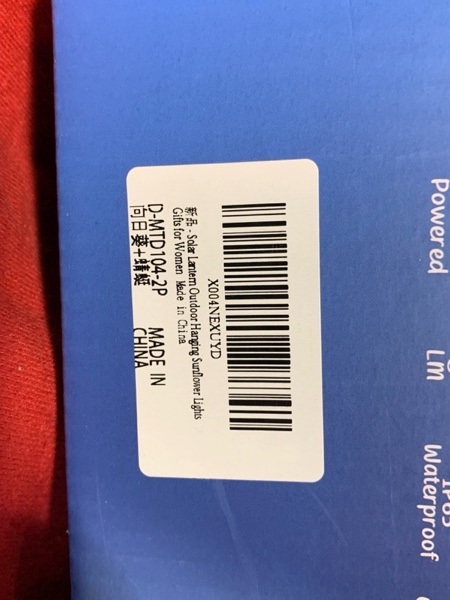 X004NEXUYD
新品 - Solar Lantern Outdoor Hanging Sunflower Lights
Gifts for Women Made in China
D-MTD104-2P MADE IN
向日葵+蜻蜓 CHINA
Powered
Lm
IP65
Waterproof